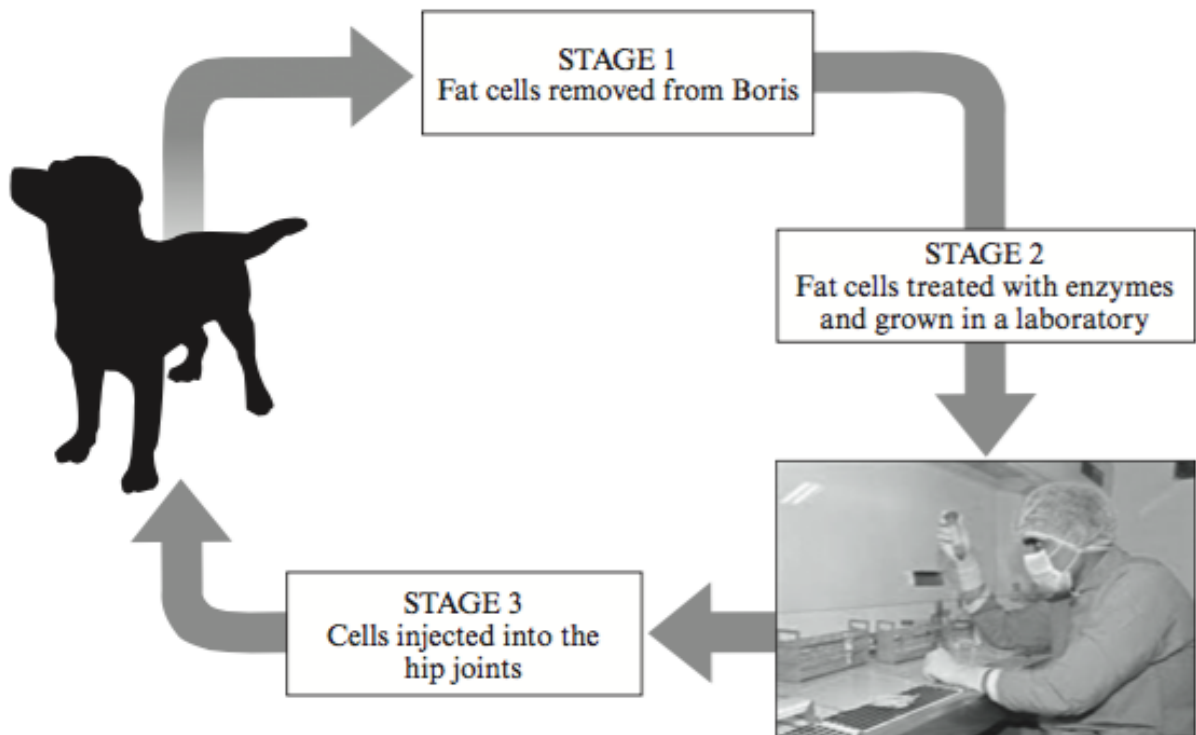 STAGE 1
Fat cells removed from Boris
STAGE 2
Fat cells treated with enzymes
and grown in a laboratory
STAGE 3
Cells injected into the
hip joints